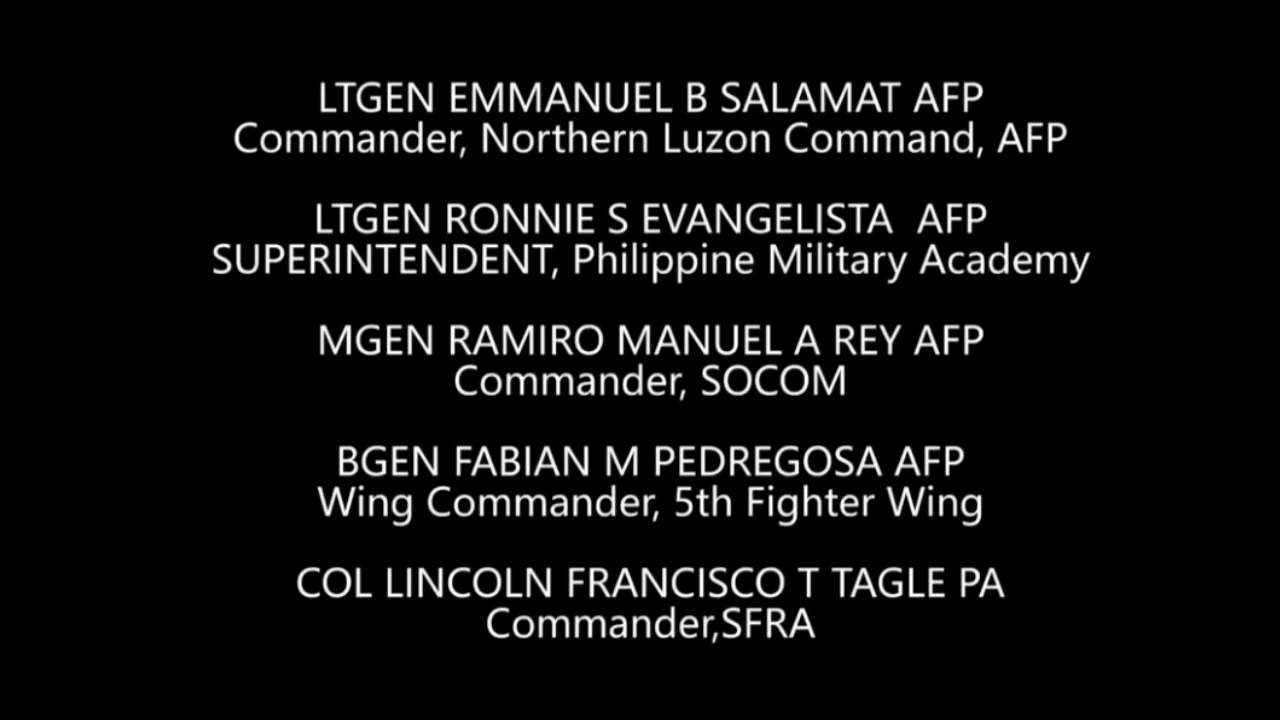 LTGEN EMMANUEL B SALAMAT AFP
Commander, Northern Luzon Command, AFP
LTGEN RONNIE S EVANGELISTA  AFP
SUPERINTENDENT, Philippine Military Academy
MGEN RAMIRO MANUEL A REY AFP
Commander, SOCOM
BGEN FABIAN M PEDREGOSA AFP
Wing Commander, 5th Fighter Wing
COL LINCOLN FRANCISCO T TAGLE PA
Commander,SFRA